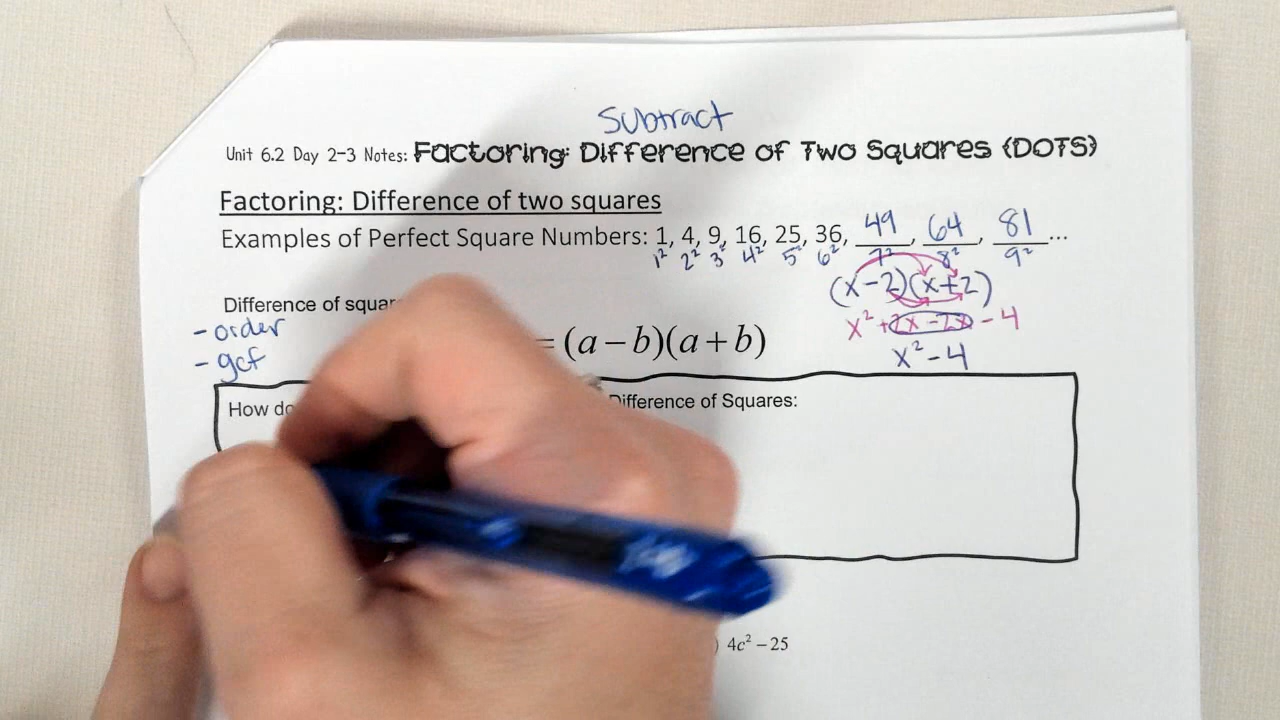 Subtract
Unit 6.2 Day 2-3 Notes: Factoring: Difference of Two Squares (DOTS)
Factoring: Difference of two squares
Examples of Perfect Square Numbers: 1, 4, 9, 16, 25, 36, 49, 64, 81...
1² 2² 3² 4² 5² 6² 7² 8² 9²
(x-2)(x+2)
Difference of
- order
x² + 2x - 2x - 4
= (a − b)(a + b)
- gcf
x² - 4
How Difference of Squares:
) 4c² − 25